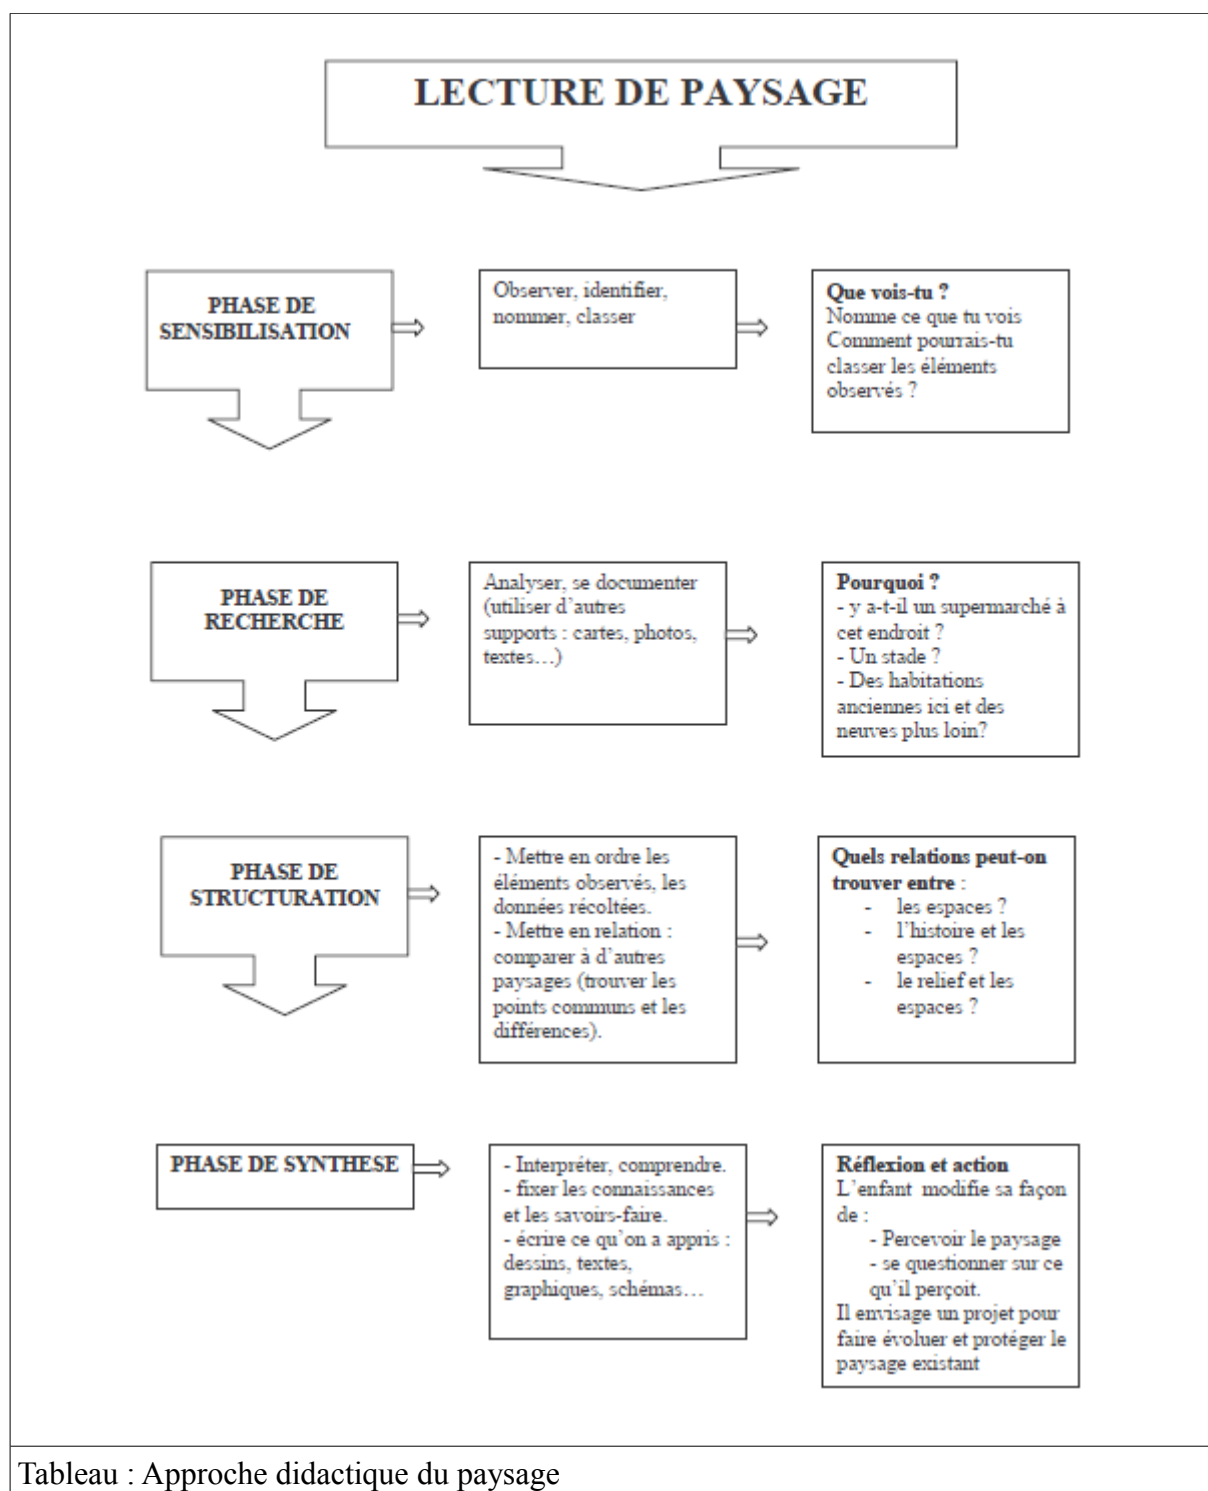 LECTURE DE PAYSAGE
PHASE DE
SENSIBILISATION
Observer, identifier,
nommer, classer
Que vois-tu ?
Nomme ce que tu vois
Comment pourrais-tu
classer les éléments
observés ?
PHASE DE
RECHERCHE
Analyser, se documenter
(utiliser d'autres
supports : cartes, photos,
textes…)
Pourquoi ?
- y a-t-il un supermarché à
cet endroit ?
- Un stade ?
- Des habitations
anciennes ici et des
neuves plus loin?
PHASE DE
STRUCTURATION
- Mettre en ordre les
éléments observés, les
données récoltées.
- Mettre en relation :
comparer à d'autres
paysages (trouver les
points communs et les
différences).
Quels relations peut-on
trouver entre :
- les espaces ?
- l'histoire et les
espaces ?
- le relief et les
espaces ?
PHASE DE SYNTHESE
- Interpréter, comprendre.
- fixer les connaissances
et les savoirs-faire.
- écrire ce qu'on a appris :
dessins, textes,
graphiques, schémas…
Réflexion et action
L'enfant modifie sa façon
de :
- Percevoir le paysage
- se questionner sur ce
qu'il perçoit.
Il envisage un projet pour
faire évoluer et protéger le
paysage existant
Tableau : Approche didactique du paysage